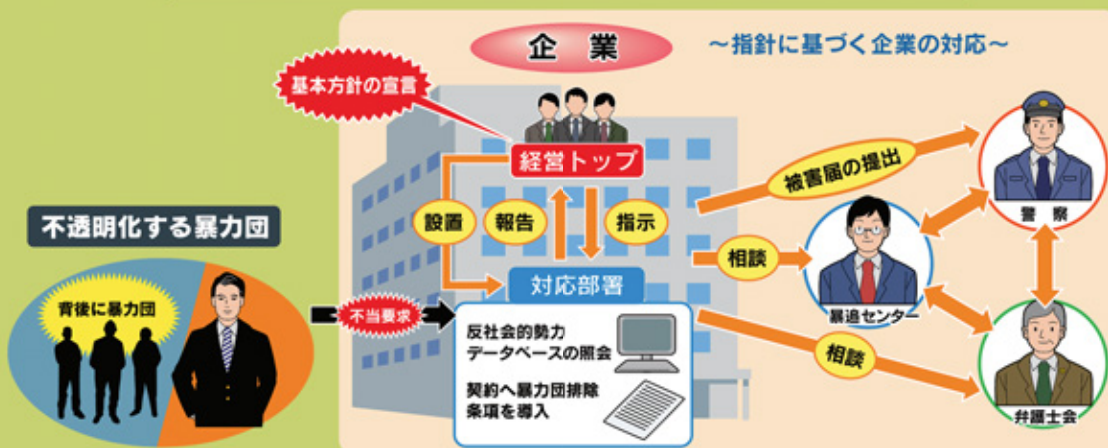 企 業
～指針に基づく企業の対応～
基本方針の宣言
経営トップ
設置
報告
指示
対応部署
反社会的勢力
データベースの照会
契約へ暴力団排除
条項を導入
不透明化する暴力団
背後に暴力団
不当要求
被害届の提出
相談
相談
警 察
暴追センター
弁護士会